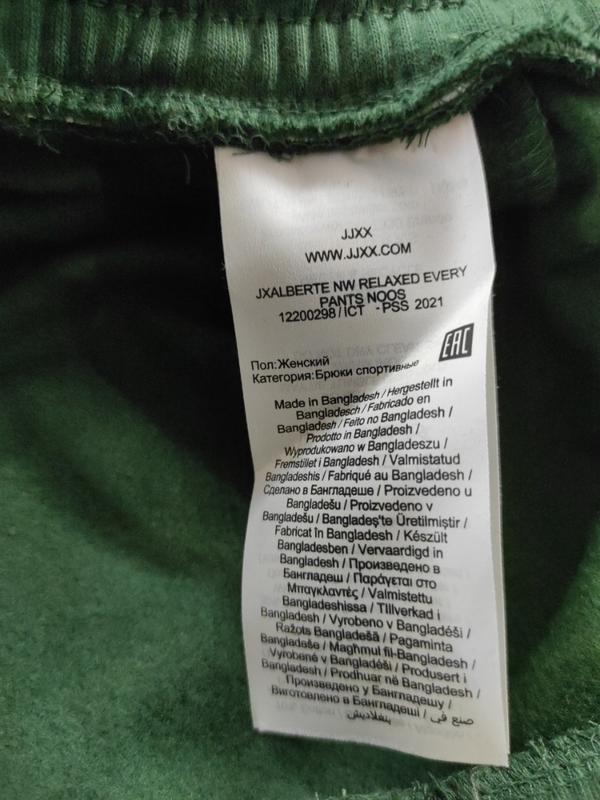 JJXX
WWW.JJXX.COM
JXALBERTE NW RELAXED EVERY
PANTS NOOS
12200298/ICT -PSS 2021
EAC
Пол:Женский
Категория:Брюки спортивные
Made in Bangladesh / Hergestellt in
Bangladesch / Fabricado en
Bangladesh / Feito no Bangladesh /
Prodotto in Bangladesh /
Wyprodukowano w Bangladeszu /
Fremstillet i Bangladesh / Valmistatud
Bangladeshis / Fabriqué au Bangladesh /
Сделано в Бангладеше / Proizvedeno u
Bangladešu / Proizvedeno v
Bangladešu / Bangladeş'te Üretilmiştir /
Fabricat în Bangladesh / Készült
Bangladesben / Vervaardigd in
Bangladesh / Произведено в
Бангладеш / Παράγεται στο
Μπαγκλαντές / Valmistettu
Bangladeshissa / Tillverkad i
Bangladesh / Vyrobeno v Bangladéši /
Ražots Bangladešā / Pagaminta
Bangladeše / Magħmul fil-Bangladesh /
Vyrobené v Bangladéši / Produsert i
Bangladesh / Prodhuar në Bangladesh /
Произведено у Бангладешу /
Виготовлено в Бангладеші / صنع في
بنغلاديش